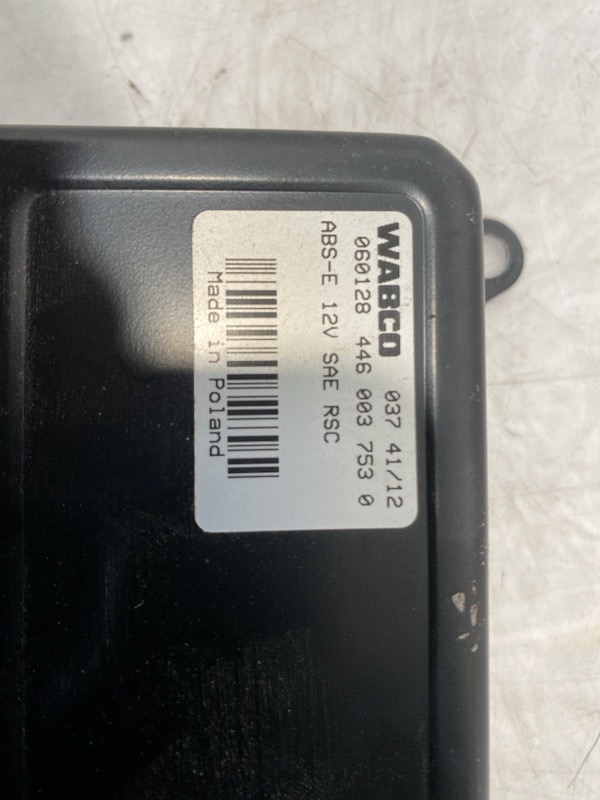 WABCO 037 41/12
060128 446 003 753 0
ABS-E 12V SAE RSC
Made in Poland